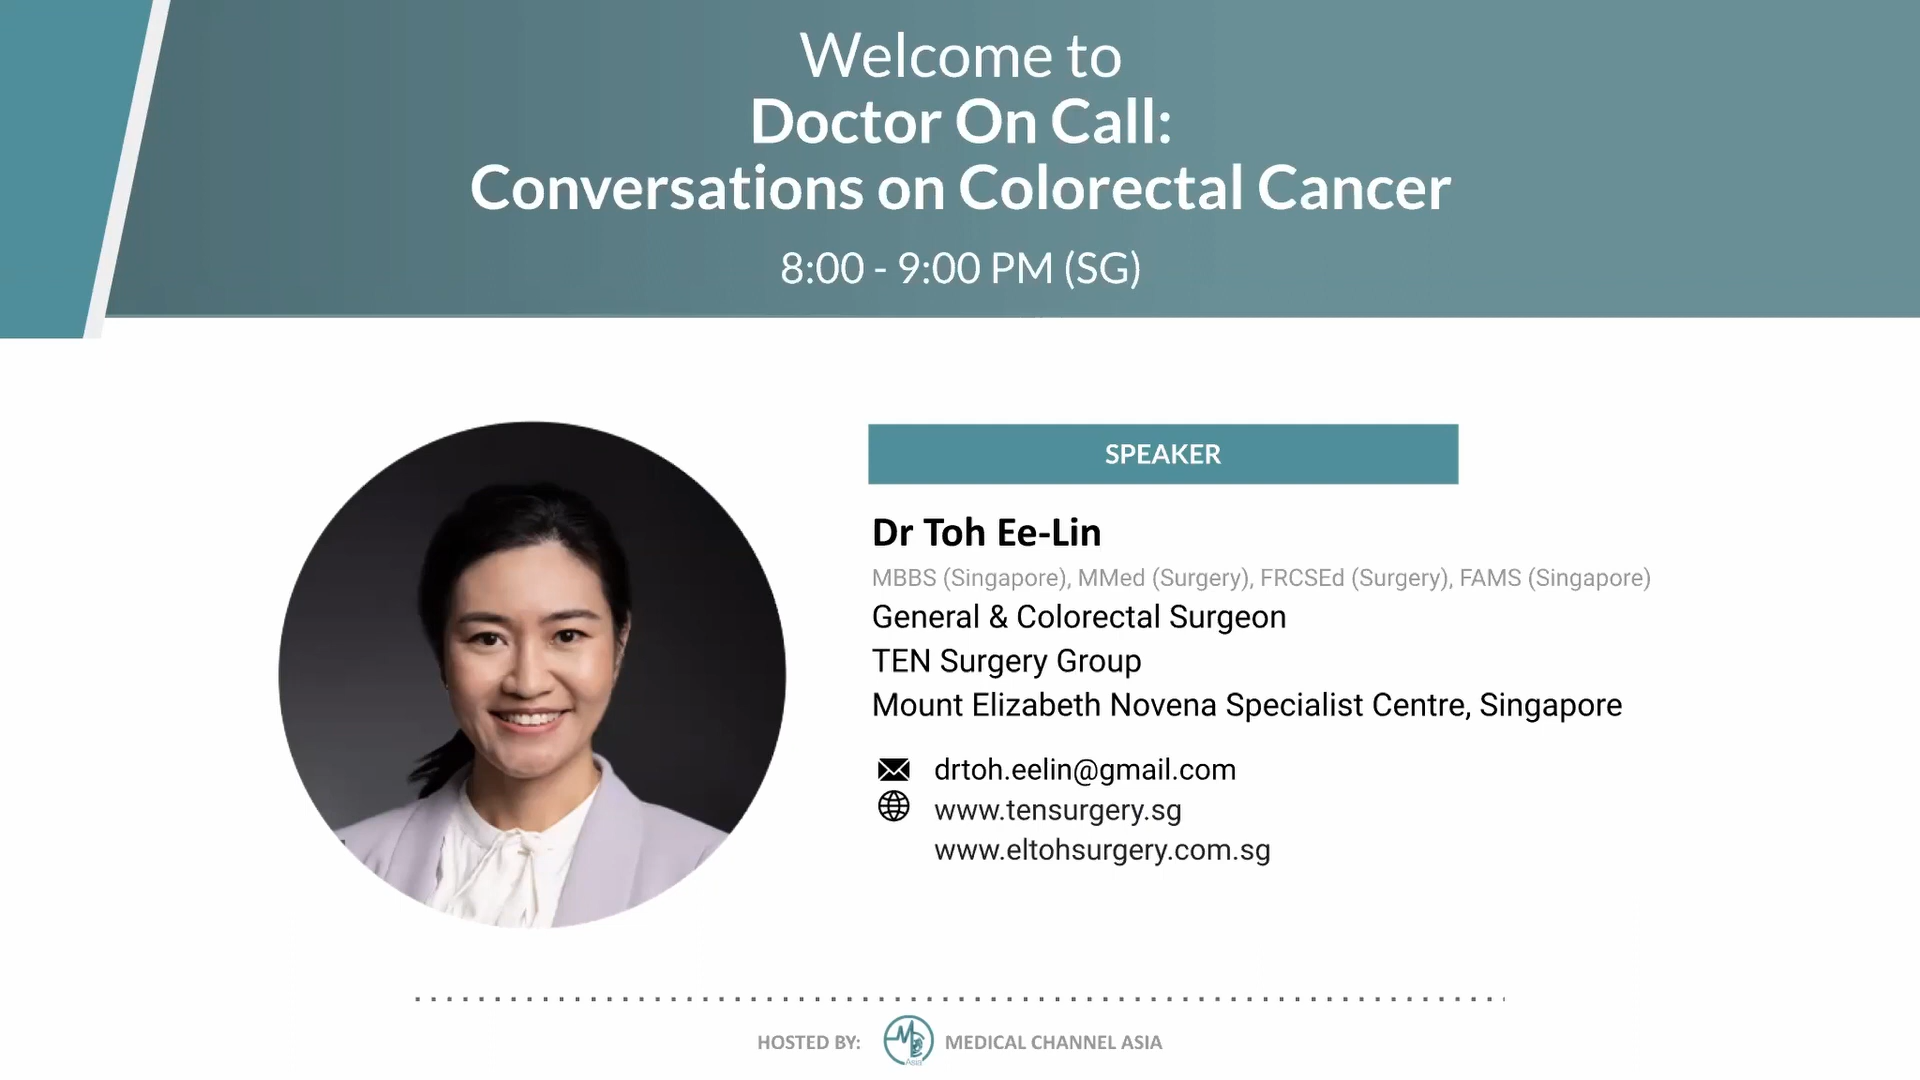 Welcome to
Doctor On Call:
Conversations on Colorectal Cancer
8:00 - 9:00 PM (SG)
SPEAKER
Dr Toh Ee-Lin
MBBS (Singapore), MMed (Surgery), FRCSEd (Surgery), FAMS (Singapore)
General & Colorectal Surgeon
TEN Surgery Group
Mount Elizabeth Novena Specialist Centre, Singapore
drtoh.eelin@gmail.com
www.tensurgery.sg
www.eltohsurgery.com.sg
HOSTED BY: Asia MEDICAL CHANNEL ASIA